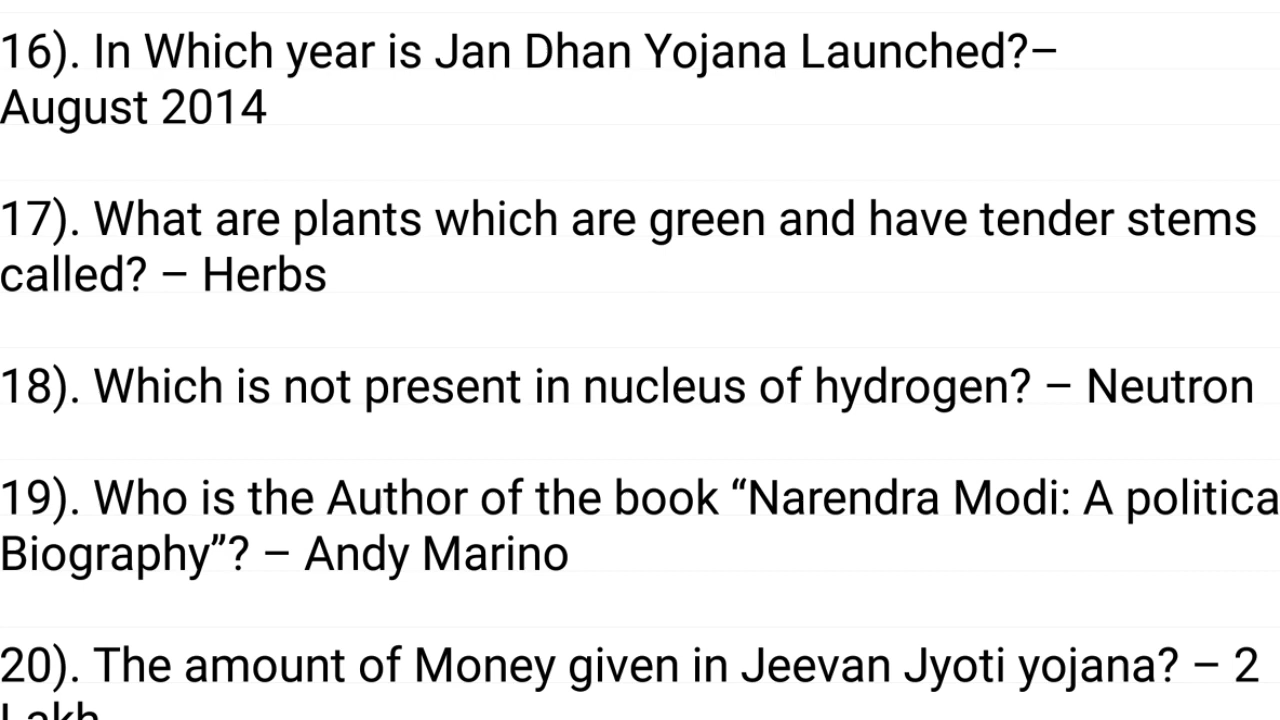 16). In Which year is Jan Dhan Yojana Launched?–
August 2014
17). What are plants which are green and have tender stems
called? – Herbs
18). Which is not present in nucleus of hydrogen? – Neutron
19). Who is the Author of the book “Narendra Modi: A politica
Biography”? – Andy Marino
20). The amount of Money given in Jeevan Jyoti yojana? – 2
Lakh